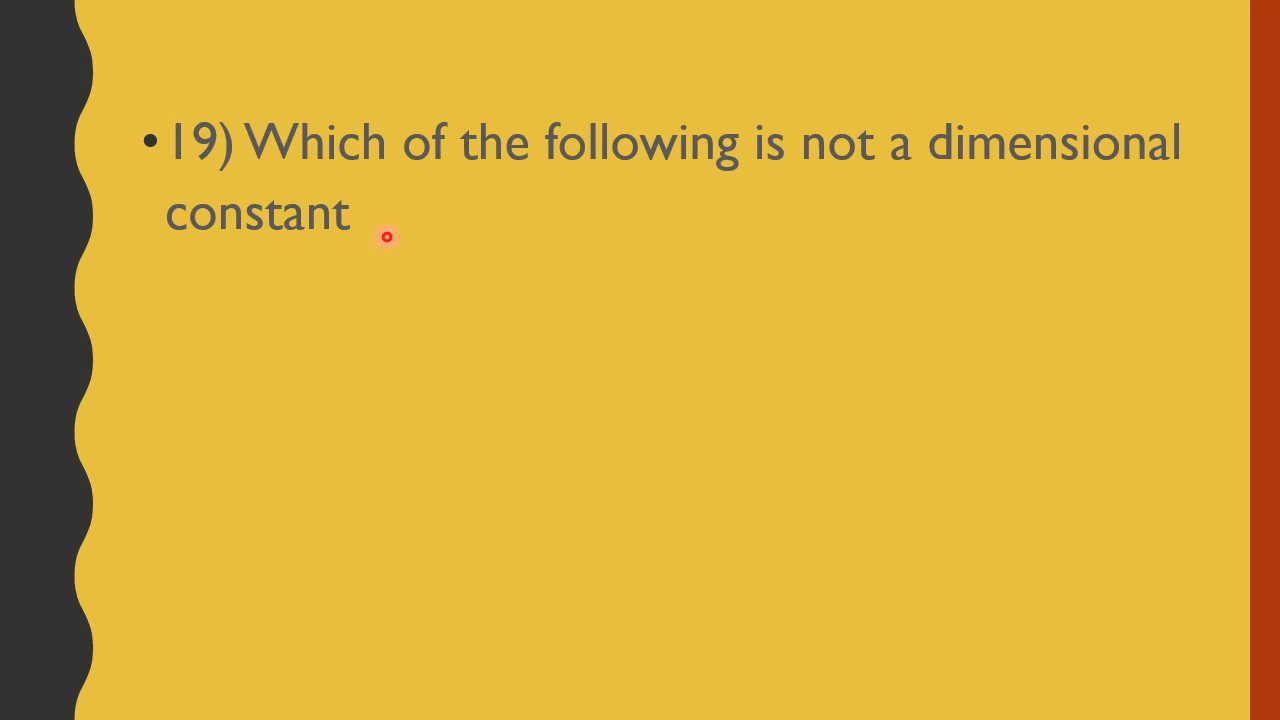 • 19) Which of the following is not a dimensional
constant